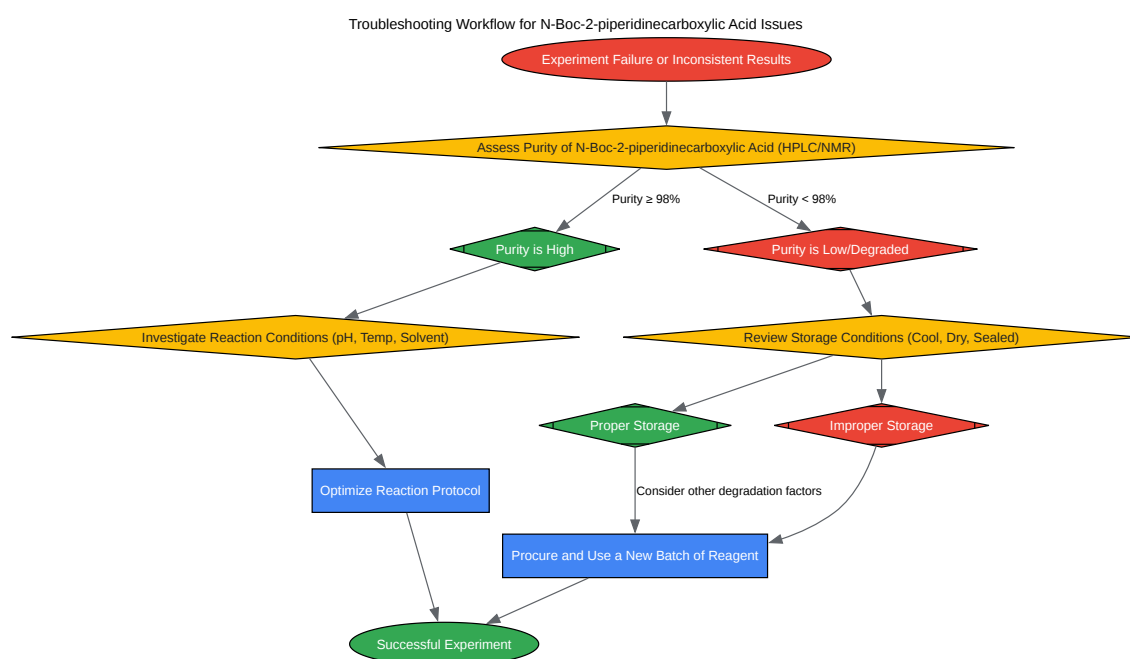 Troubleshooting Workflow for N-Boc-2-piperidinecarboxylic Acid Issues
Experiment Failure or Inconsistent Results
Assess Purity of N-Boc-2-piperidinecarboxylic Acid (HPLC/NMR)
Purity ≥ 98%
Purity < 98%
Purity is High
Purity is Low/Degraded
Investigate Reaction Conditions (pH, Temp, Solvent)
Review Storage Conditions (Cool, Dry, Sealed)
Proper Storage
Improper Storage
Optimize Reaction Protocol
Consider other degradation factors
Procure and Use a New Batch of Reagent
Successful Experiment